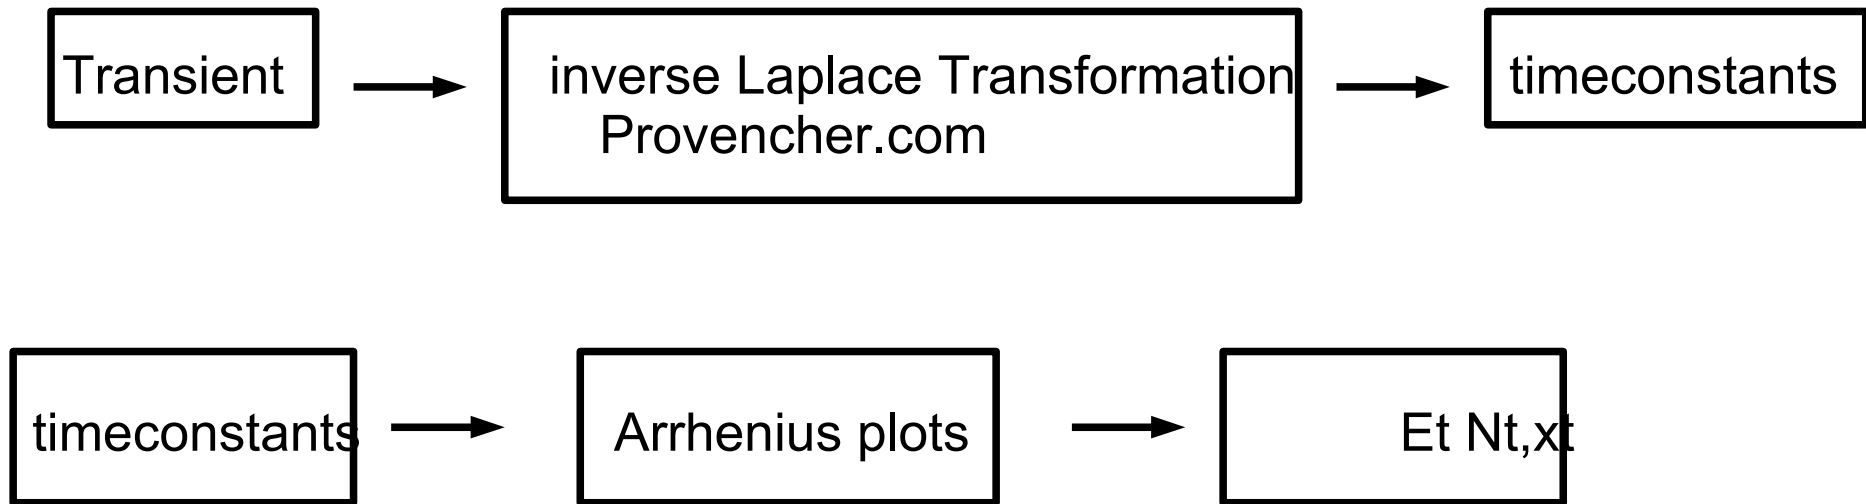 Transient
inverse Laplace Transformation
Provencher.com
timeconstants
timeconstants
Arrhenius plots
Et Nt,xt